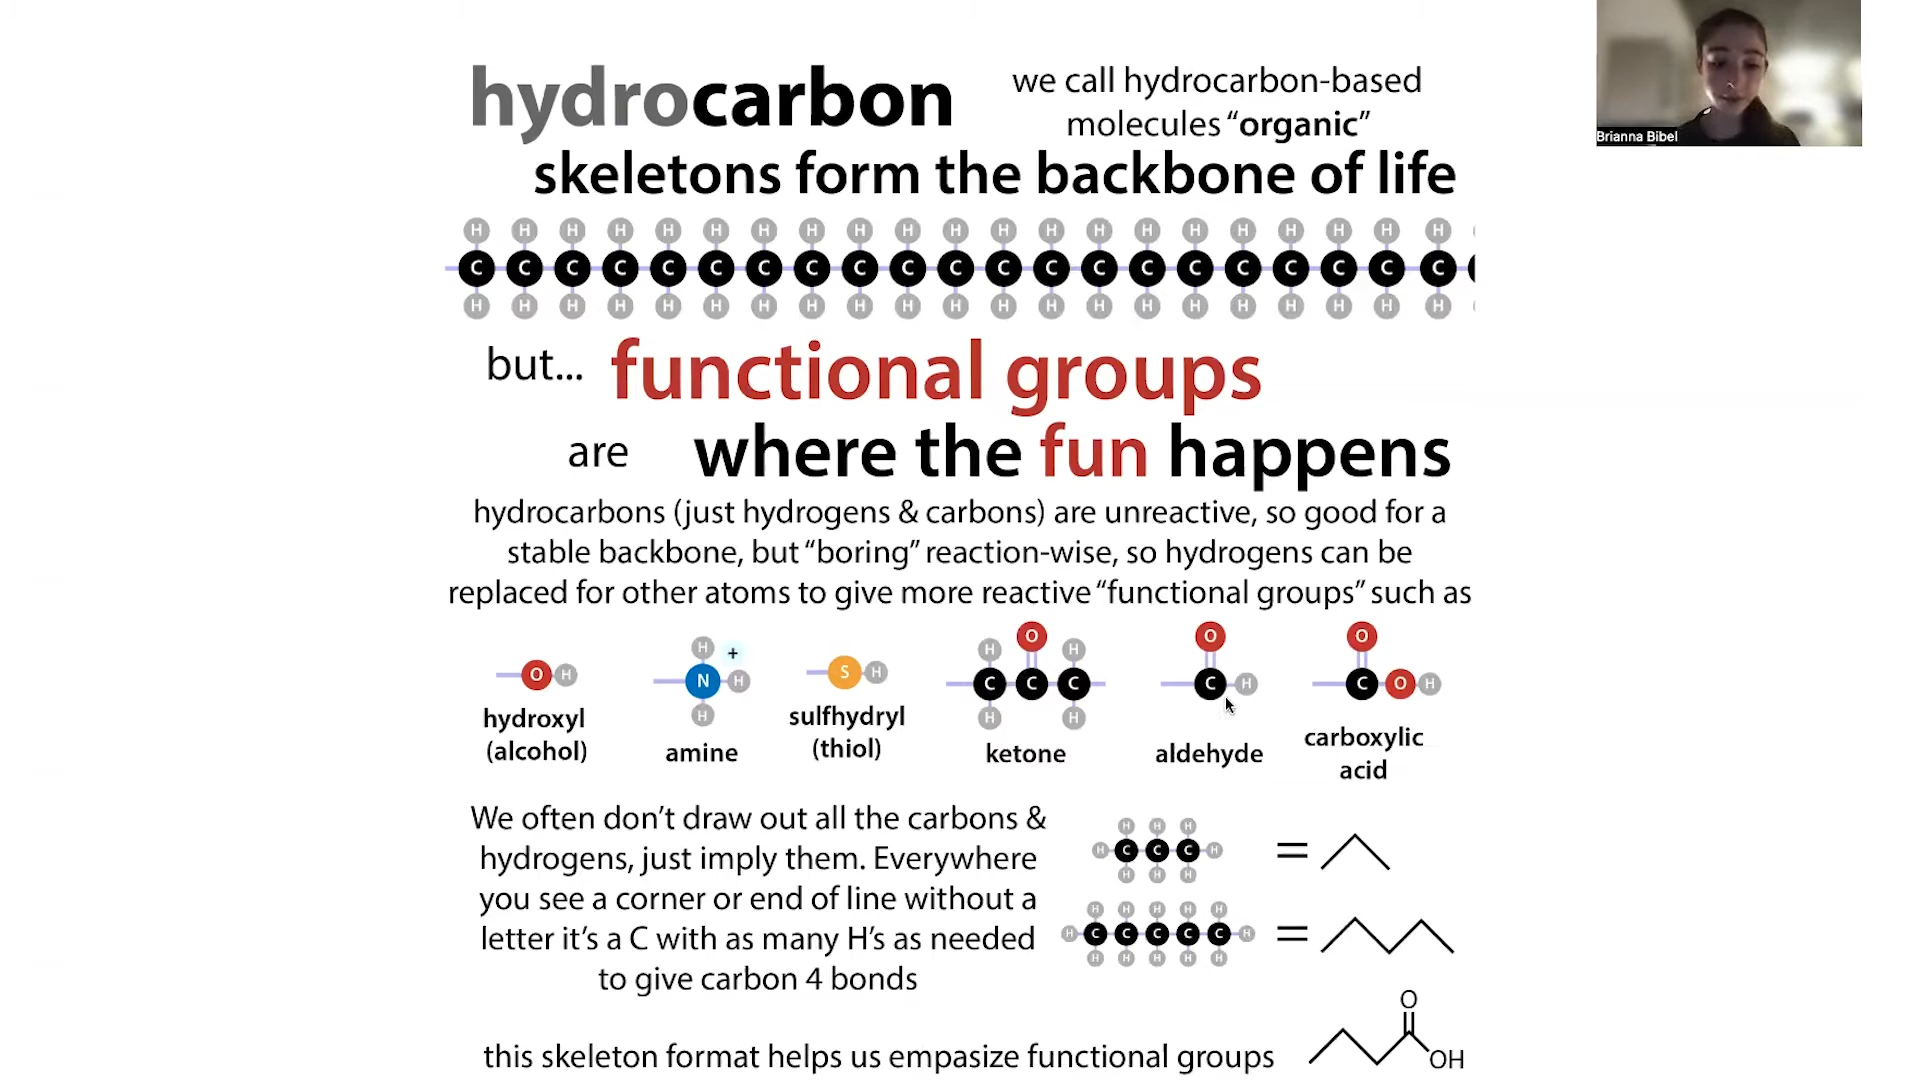 hydrocarbon
we call hydrocarbon-based
molecules “organic”
Brianna Bibel
skeletons form the backbone of life
H H H H H H H H H H H H H H H H H H H H H
C C C C C C C C C C C C C C C C C C C C C
H H H H H H H H H H H H H H H H H H H H H
but... functional groups
are where the fun happens
hydrocarbons (just hydrogens & carbons) are unreactive, so good for a
stable backbone, but “boring” reaction-wise, so hydrogens can be
replaced for other atoms to give more reactive “functional groups” such as
O H
hydroxyl
(alcohol)
H +
N H
H
amine
S H
sulfhydryl
(thiol)
H O H
C C C
H H
ketone
O
C H
aldehyde
O
C O H
carboxylic
acid
We often don’t draw out all the carbons &
hydrogens, just imply them. Everywhere
you see a corner or end of line without a
letter it’s a C with as many H’s as needed
to give carbon 4 bonds
H H H
H C C C H =
H H H
H H H H H
H C C C C C H =
H H H H H
this skeleton format helps us empasize functional groups
O
OH